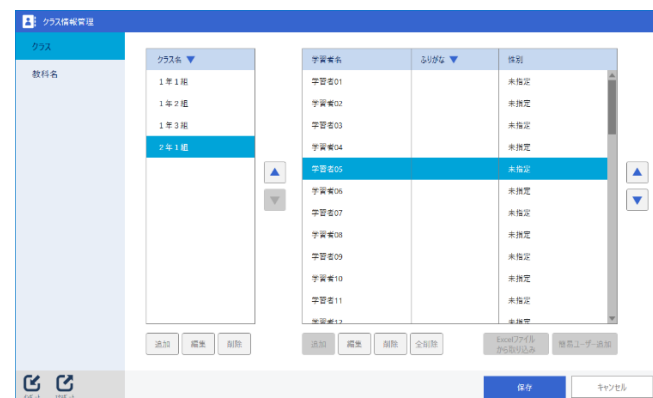 クラス情報管理
クラス
教科名
クラス名 ▼
1年1組
1年2組
1年3組
2年1組
追加 編集 削除
学習者名 ふりがな ▼ 性別
学習者01 未指定
学習者02 未指定
学習者03 未指定
学習者04 未指定
学習者05 未指定
学習者06 未指定
学習者07 未指定
学習者08 未指定
学習者09 未指定
学習者10 未指定
学習者11 未指定
学習者12 未指定
追加 編集 削除 全削除
Excelファイル
から取り込み
簡易ユーザー追加
保存 キャンセル